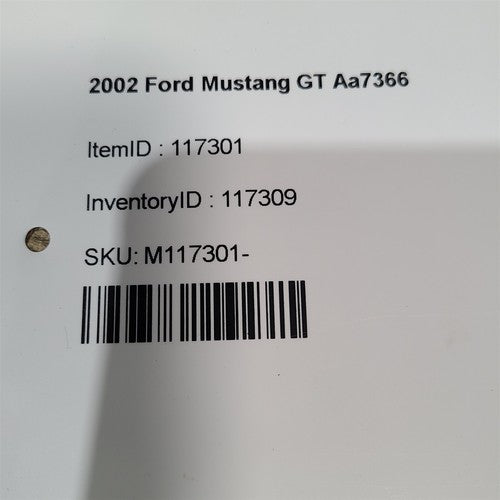 2002 Ford Mustang GT Aa7366
ItemID : 117301
InventoryID : 117309
SKU: M117301-